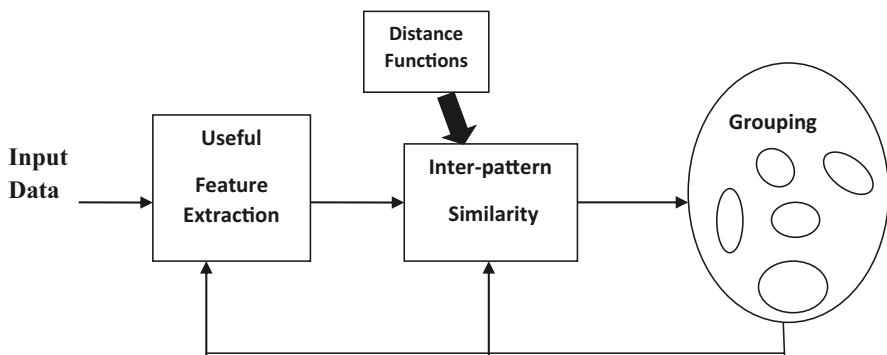 Input
Data
Useful
Feature
Extraction
Distance
Functions
Inter-pattern
Similarity
Grouping